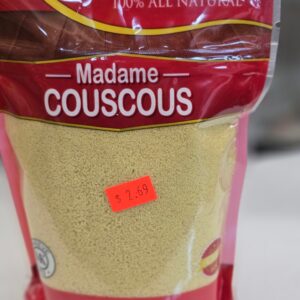 100% ALL NATURAL
Madame
COUSCOUS
$ 2.69